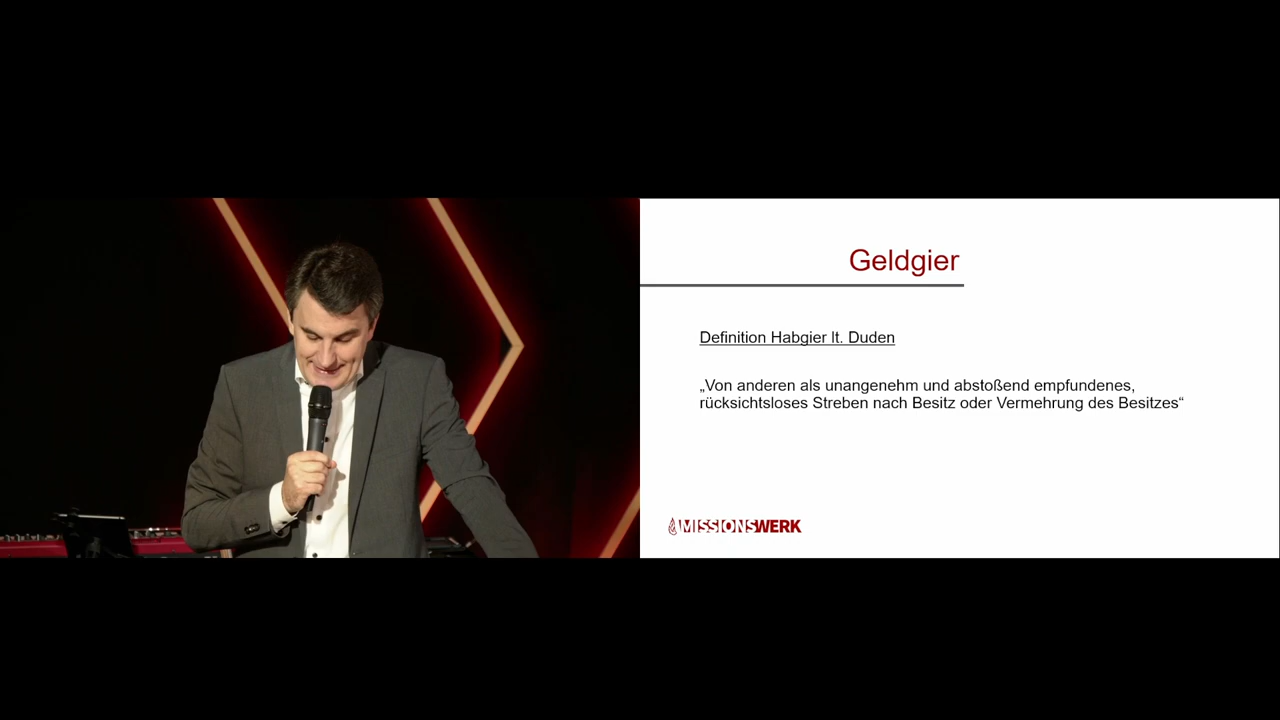 Geldgier
Definition Habgier lt. Duden
„Von anderen als unangenehm und abstoßend empfundenes,
rücksichtsloses Streben nach Besitz oder Vermehrung des Besitzes“
MISSIONSWERK